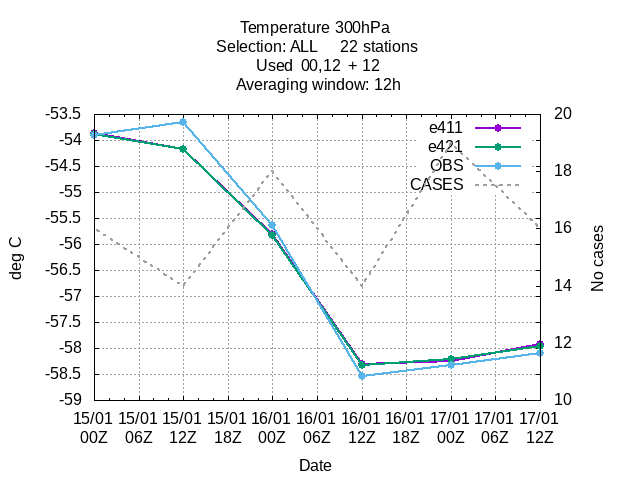 Temperature 300hPa
Selection: ALL     22 stations
Used  00,12  + 12
Averaging window: 12h
-53.5
-54
-54.5
-55
-55.5
-56
-56.5
-57
-57.5
-58
-58.5
-59
deg C
20
18
16
14
12
10
No cases
e411
e421
OBS
CASES
15/01 15/01 15/01 15/01 16/01 16/01 16/01 16/01 17/01 17/01 17/01
00Z 06Z 12Z 18Z 00Z 06Z 12Z 18Z 00Z 06Z 12Z
Date